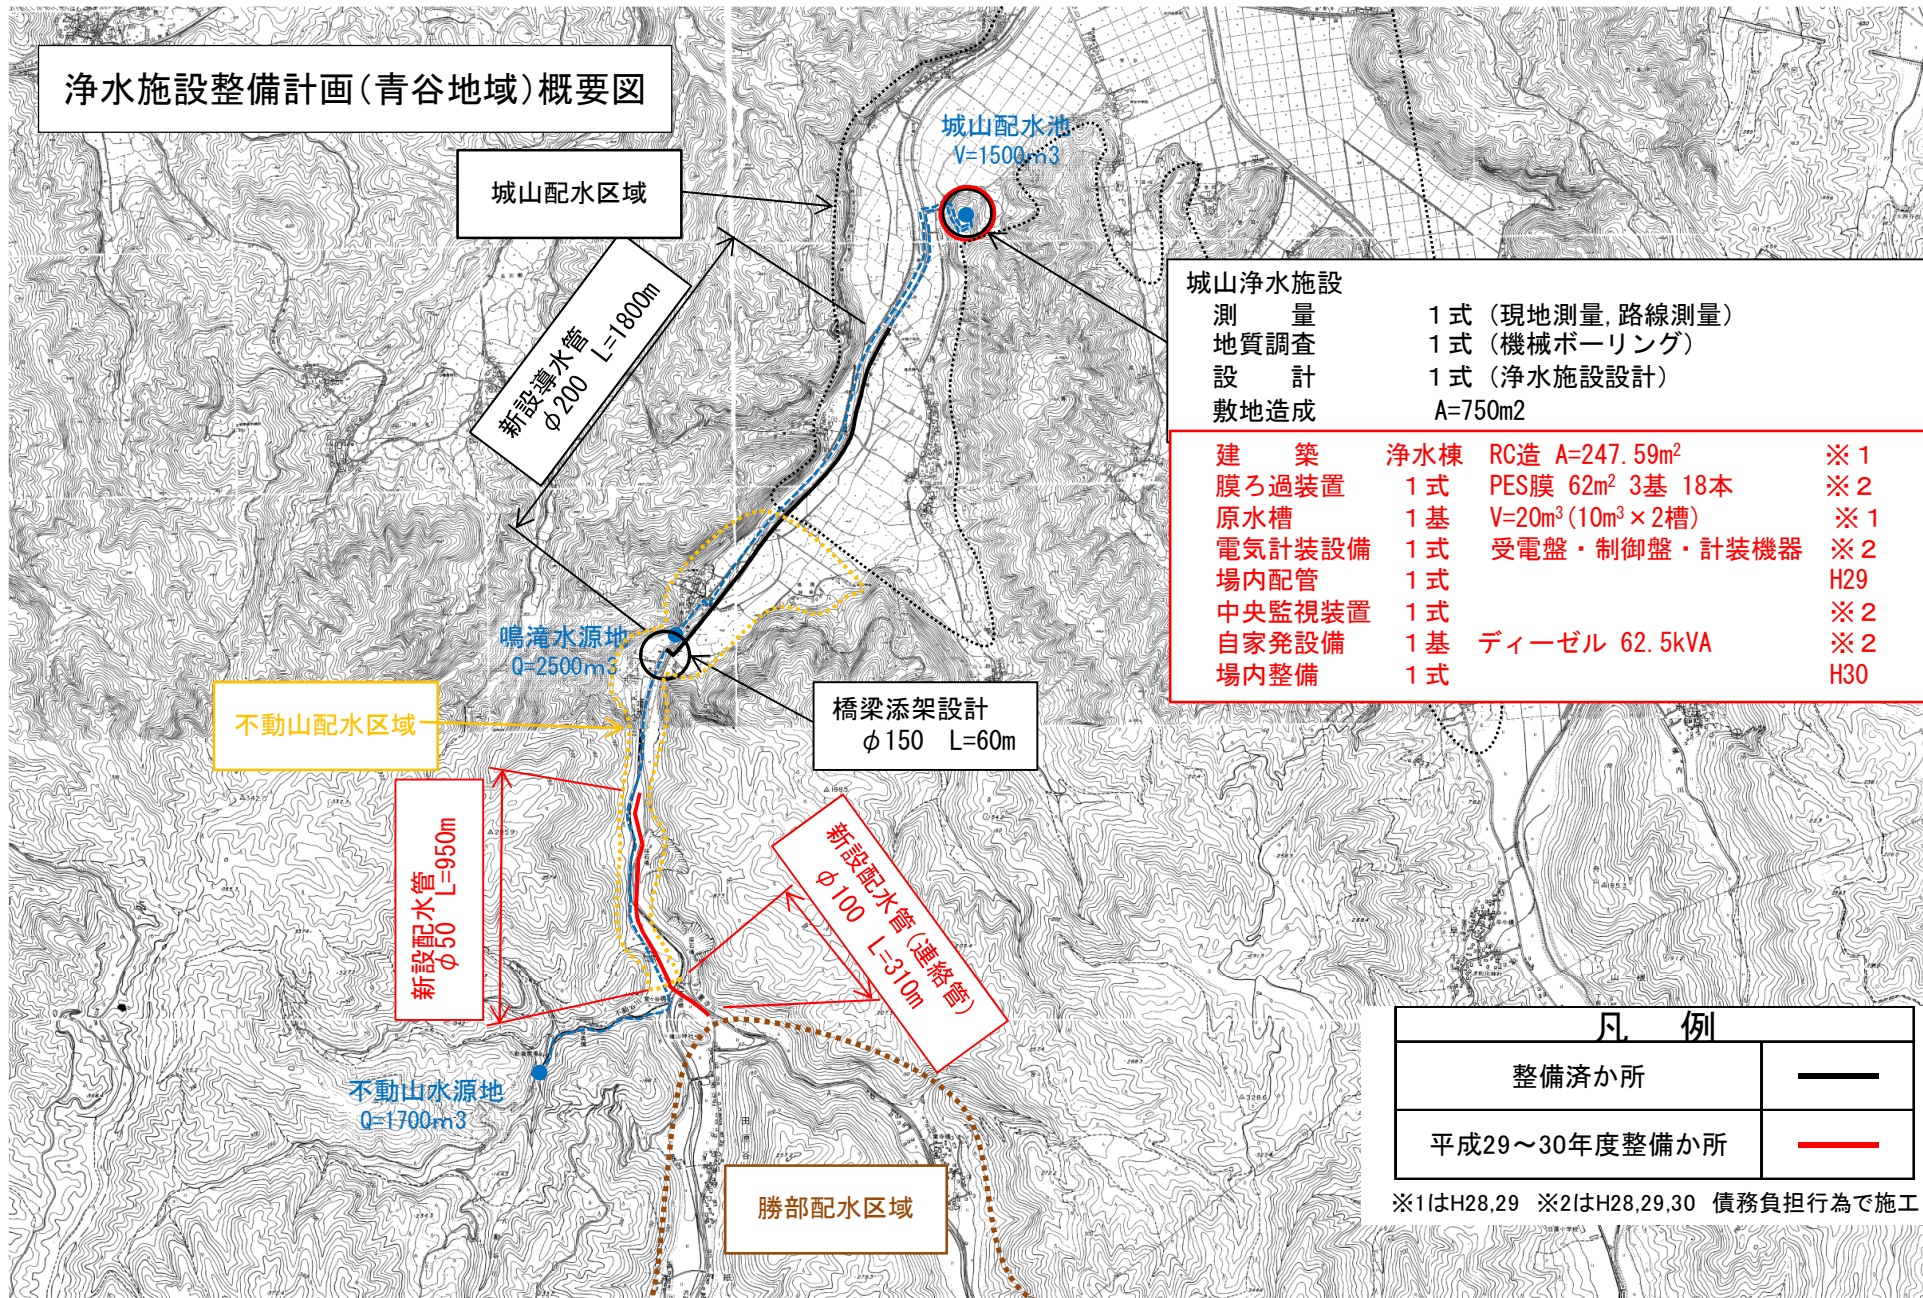 浄水施設整備計画(青谷地域)概要図
城山配水池
V=1500m3
城山配水区域
新設導水管
φ200 L=1800m
城山浄水施設
測 量 1式 (現地測量,路線測量)
地質調査 1式 (機械ボーリング)
設 計 1式 (浄水施設設計)
敷地造成 A=750m2
建 築 浄水棟 RC造 A=247.59m² ※1
膜ろ過装置 1式 PES膜 62m² 3基 18本 ※2
原水槽 1基 V=20m³(10m³×2槽) ※1
電気計装設備 1式 受電盤・制御盤・計装機器 ※2
場内配管 1式 H29
中央監視装置 1式 ※2
自家発設備 1基 ディーゼル 62.5kVA ※2
場内整備 1式 H30
鳴滝水源地
Q=2500m3
不動山配水区域
橋梁添架設計
φ150 L=60m
新設配水管
φ50 L=950m
新設配水管(連絡管)
φ100 L=310m
不動山水源地
Q=1700m3
勝部配水区域
凡 例
整備済か所
平成29～30年度整備か所
※1はH28,29 ※2はH28,29,30 債務負担行為で施工